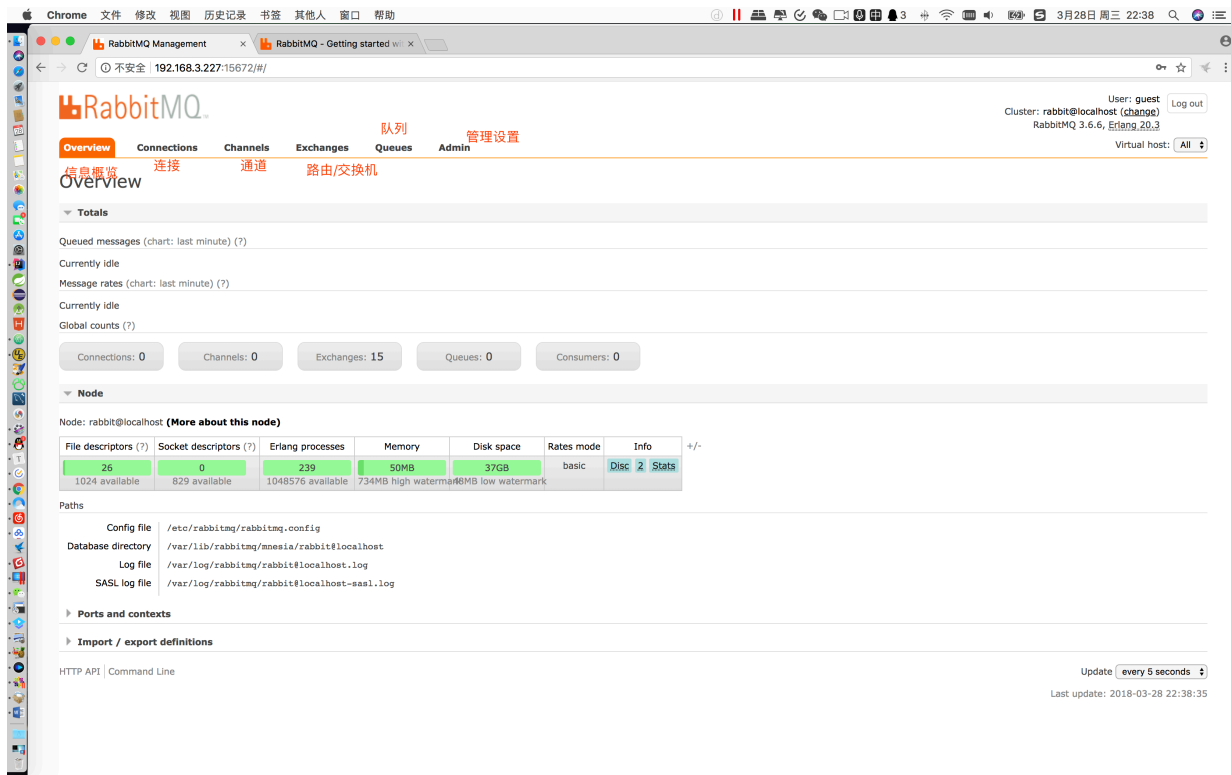 Chrome 文件 修改 视图 历史记录 书签 其他人 窗口 帮助 3 3月28日 周三 22:38
RabbitMQ Management × RabbitMQ - Getting started wit ×
不安全 192.168.3.227:15672/#/
RabbitMQ
User: guest
Log out
Cluster: rabbit@localhost (change)
RabbitMQ 3.6.6, Erlang 20.3
队列 管理设置
Overview Connections Channels Exchanges Queues Admin
Virtual host: All
信息概览 连接 通道 路由/交换机
Overview
Totals
Queued messages (chart: last minute) (?)
Currently idle
Message rates (chart: last minute) (?)
Currently idle
Global counts (?)
Connections: 0 Channels: 0 Exchanges: 15 Queues: 0 Consumers: 0
Node
Node: rabbit@localhost (More about this node)
File descriptors (?) Socket descriptors (?) Erlang processes Memory Disk space Rates mode Info +/-
26 0 239 50MB 37GB basic Disc 2 Stats
1024 available 829 available 1048576 available 734MB high watermark 48MB low watermark
Paths
Config file /etc/rabbitmq/rabbitmq.config
Database directory /var/lib/rabbitmq/mnesia/rabbit@localhost
Log file /var/log/rabbitmq/rabbit@localhost.log
SASL log file /var/log/rabbitmq/rabbit@localhost-sasl.log
Ports and contexts
Import / export definitions
HTTP API Command Line
Update every 5 seconds
Last update: 2018-03-28 22:38:35